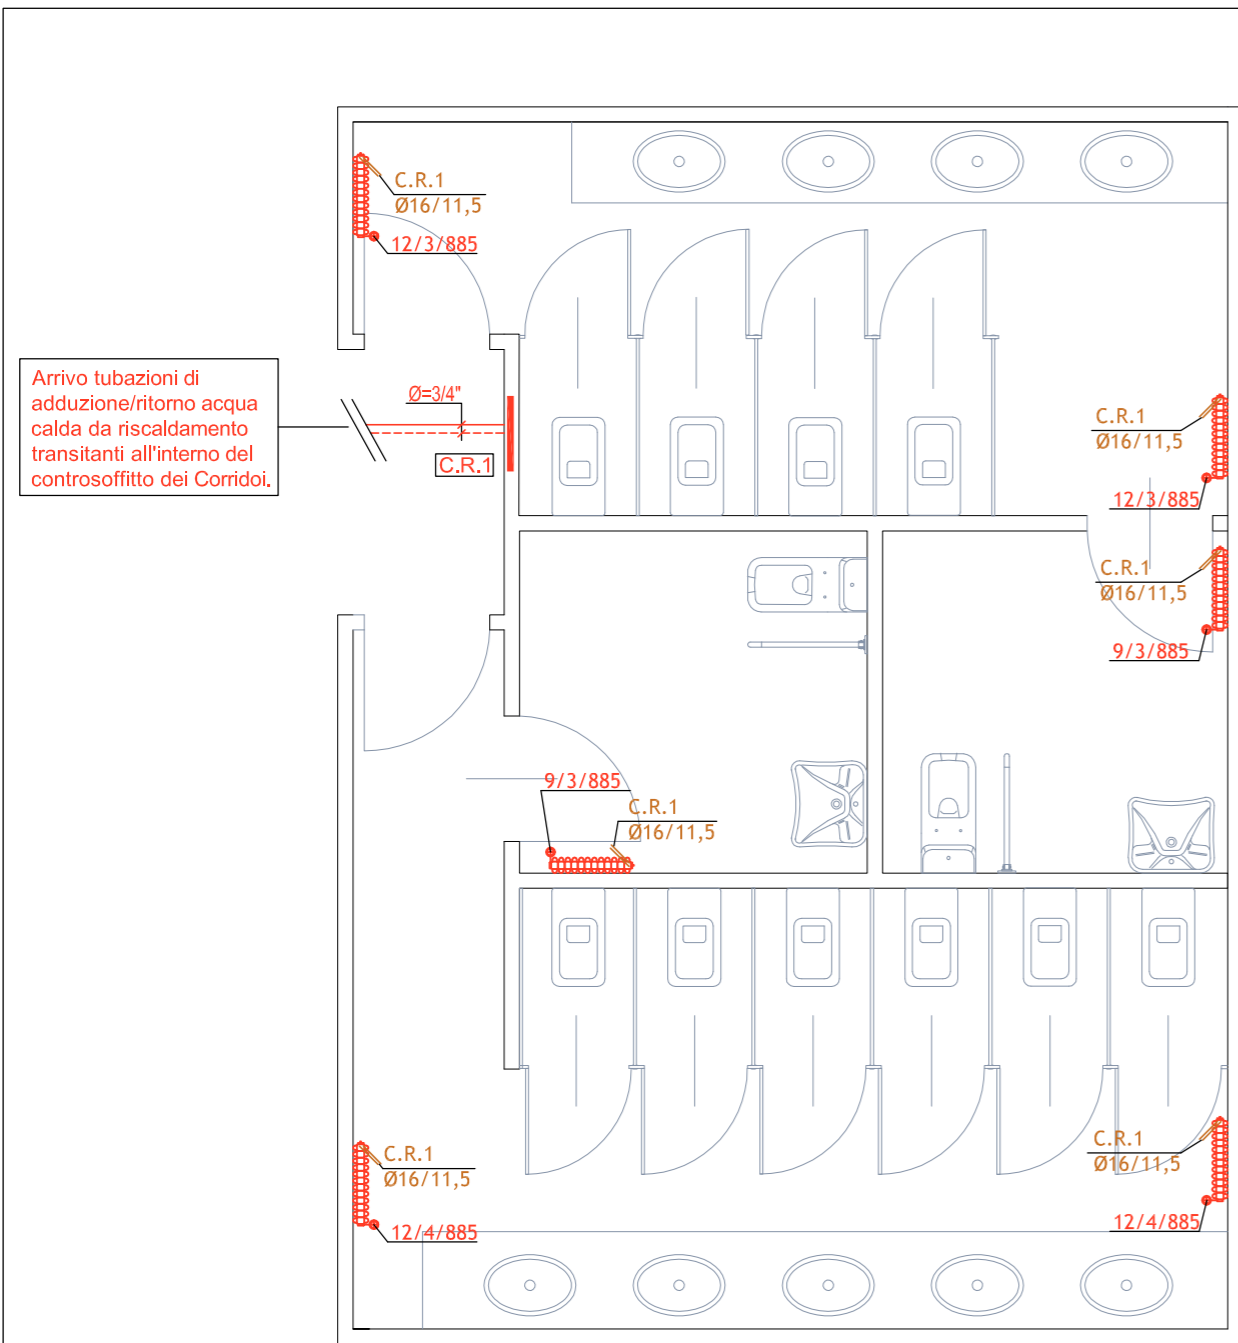 C.R.1
Ø16/11,5
12/3/885
Arrivo tubazioni di
adduzione/ritorno acqua
calda da riscaldamento
transitanti all'interno del
controsoffitto dei Corridoi.
Ø=3/4"
C.R.1
C.R.1
Ø16/11,5
12/3/885
C.R.1
Ø16/11,5
9/3/885
9/3/885
C.R.1
Ø16/11,5
C.R.1
Ø16/11,5
12/4/885
C.R.1
Ø16/11,5
12/4/885